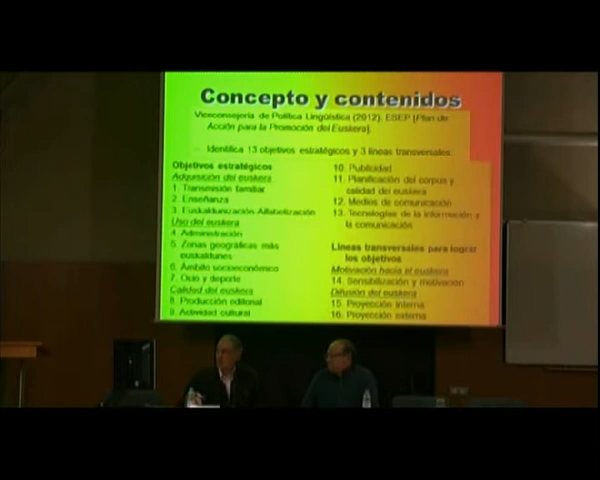 Concepto y contenidos
Viceconsejería de Política Lingüística (2012). ESEP [Plan de
Acción para la Promoción del Euskera].
Identifica 13 objetivos estratégicos y 3 líneas transversales:
Objetivos estratégicos
Adquisición del euskera
1. Transmisión familiar
2. Enseñanza
3. Euskaldunización-Alfabetización
Uso del euskera
4. Administración
5. Zonas geográficas más
euskaldunes
6. Ámbito socioeconómico
7. Ocio y deporte
Calidad del euskera
8. Producción editorial
9. Actividad cultural
10. Publicidad
11. Planificación del corpus y
calidad del euskera
12. Medios de comunicación
13. Tecnologías de la información y
la comunicación
Líneas transversales para lograr
los objetivos
Motivación hacia el euskera
14. Sensibilización y motivación
Difusión del euskera
15. Proyección interna
16. Proyección externa